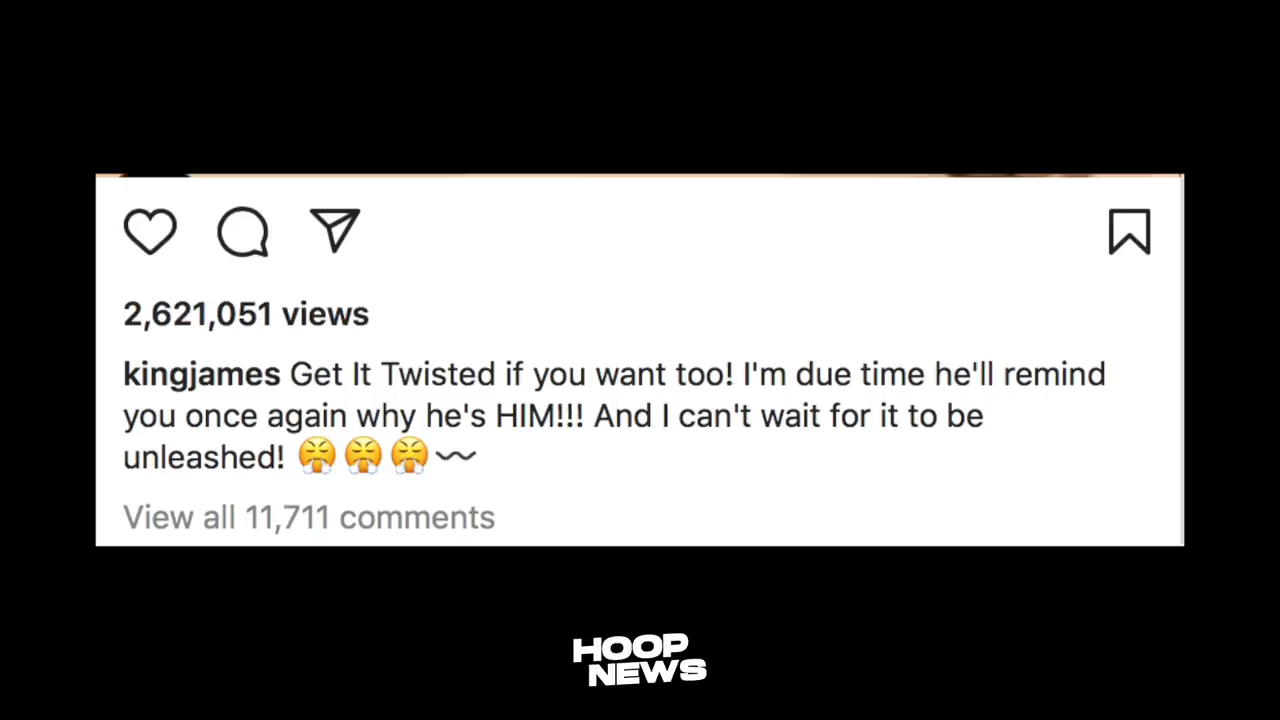 2,621,051 views
kingjames Get It Twisted if you want too! I'm due time he'll remind
you once again why he's HIM!!! And I can't wait for it to be
unleashed! 😤😤😤〰️
View all 11,711 comments
HOOP
NEWS